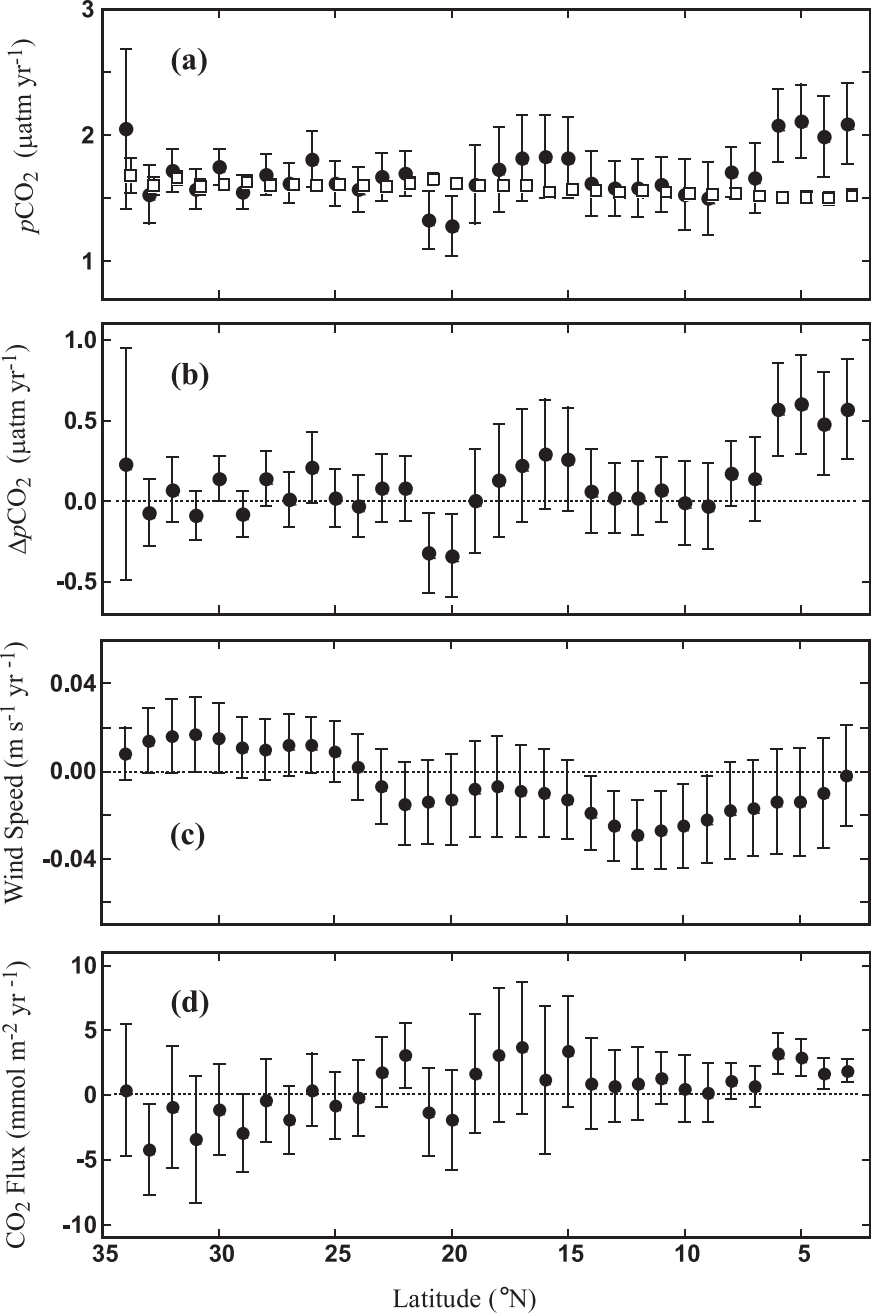 3
(a)
2
1
pCO2 (µatm yr-1)
1.0
(b)
0.5
0.0
-0.5
ΔpCO2 (µatm yr-1)
0.04
0.00
(c)
-0.04
Wind Speed (m s-1 yr-1)
10
(d)
5
0
-5
-10
CO2 Flux (mmol m-2 yr-1)
35 30 25 20 15 10 5
Latitude (°N)